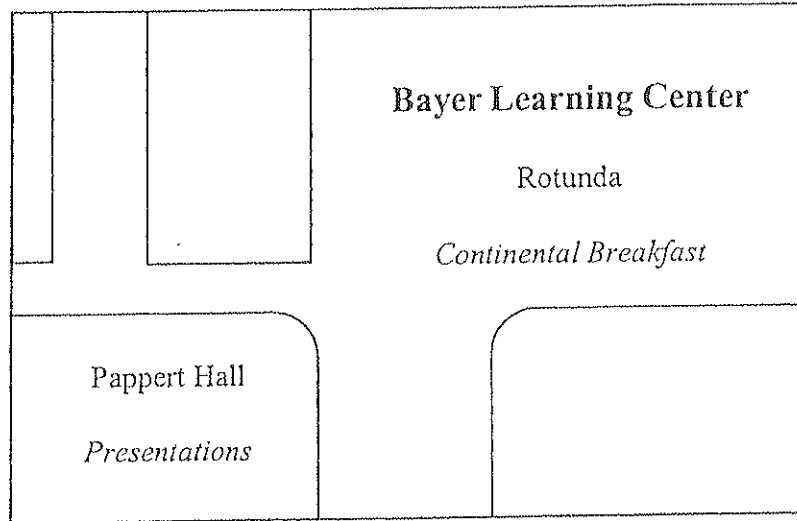 Bayer Learning Center
Rotunda
Continental Breakfast
Pappert Hall
Presentations